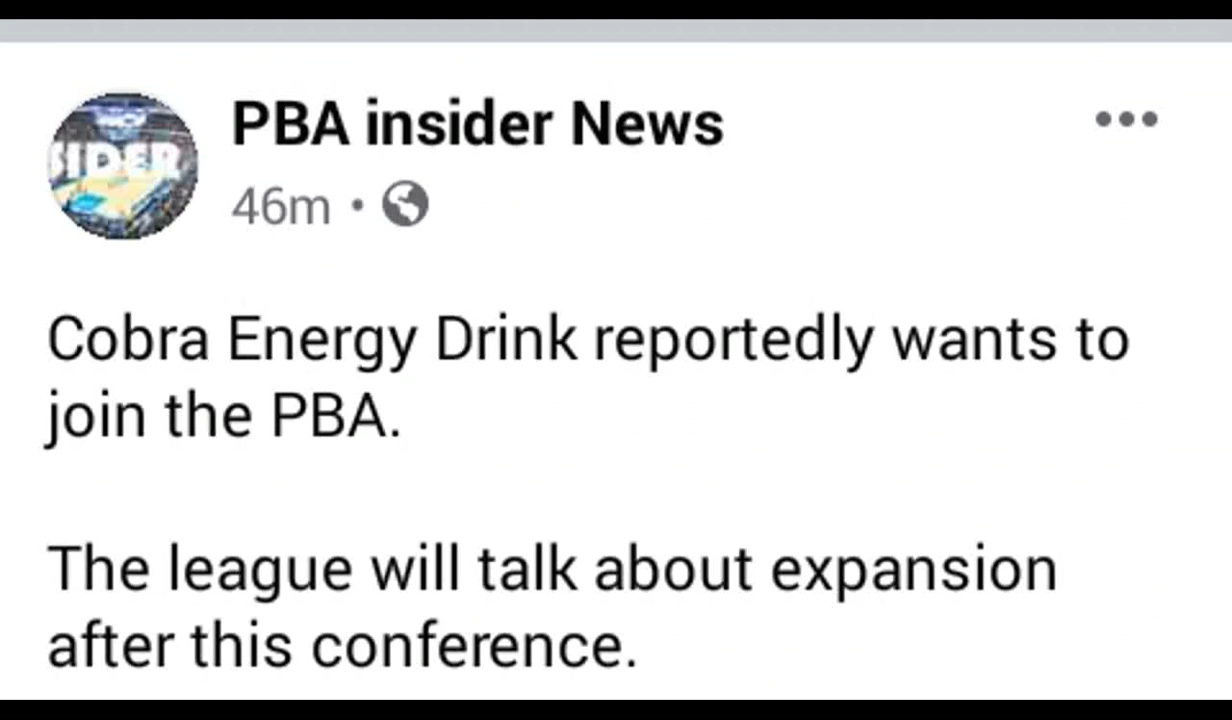 SIDER
PBA insider News
46m •
Cobra Energy Drink reportedly wants to
join the PBA.
The league will talk about expansion
after this conference.